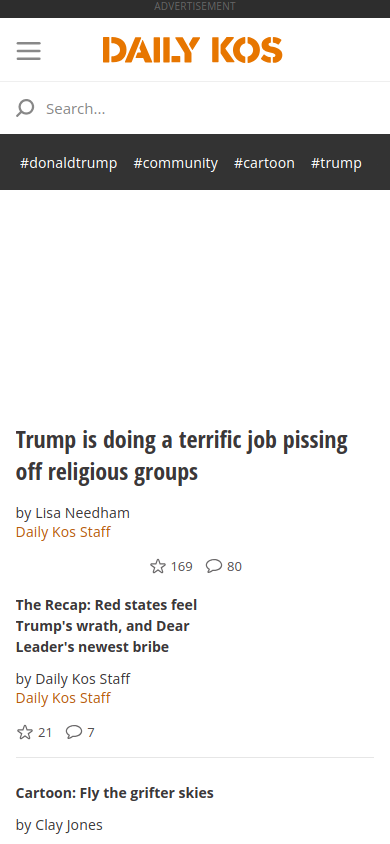 ADVERTISEMENT
DAILY KOS
Search...
#donaldtrump #community #cartoon #trump
Trump is doing a terrific job pissing
off religious groups
by Lisa Needham
Daily Kos Staff
169 80
The Recap: Red states feel
Trump's wrath, and Dear
Leader's newest bribe
by Daily Kos Staff
Daily Kos Staff
21 7
Cartoon: Fly the grifter skies
by Clay Jones